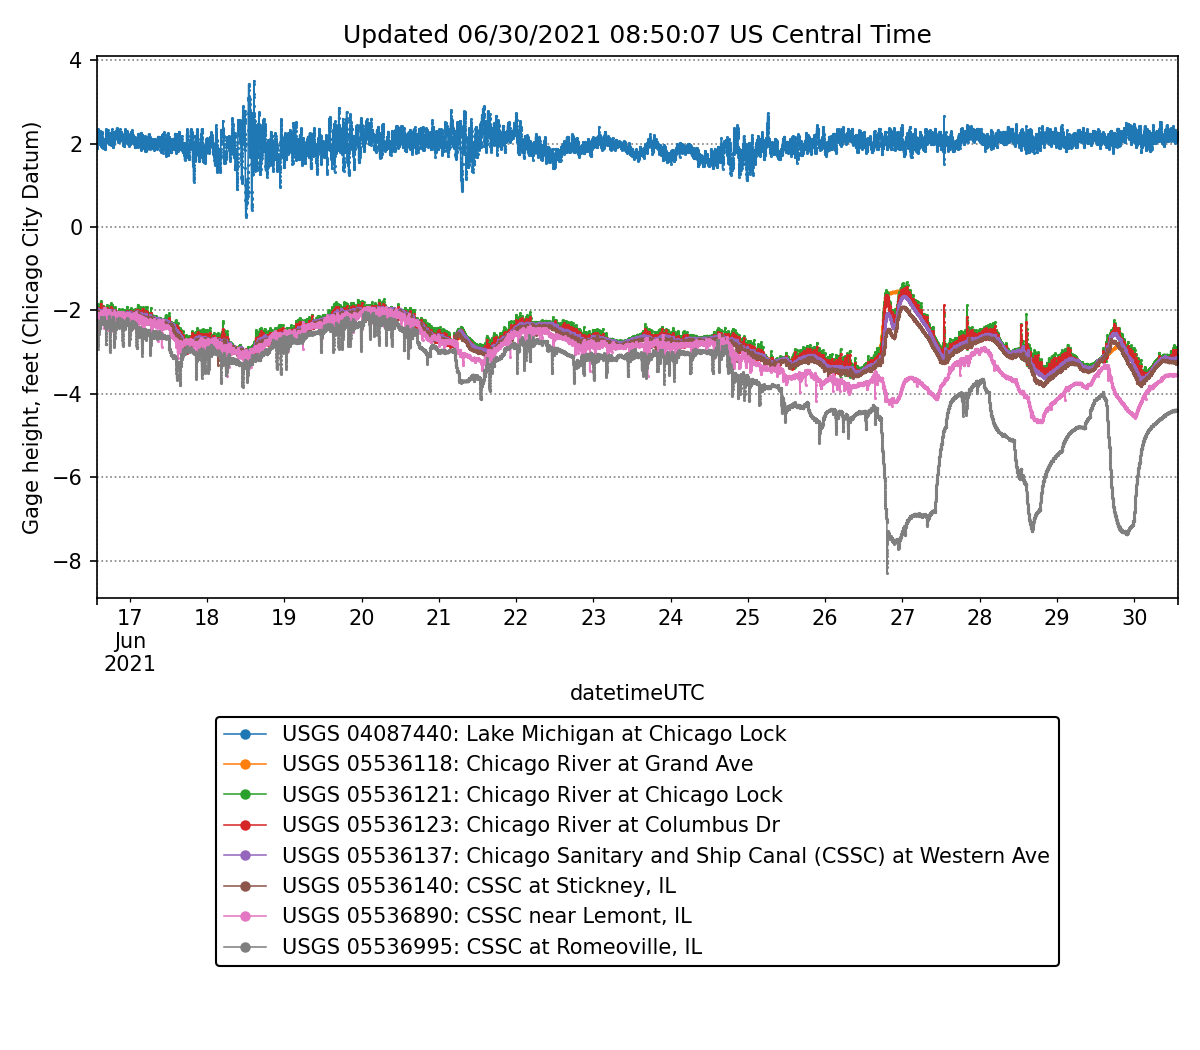 Updated 06/30/2021 08:50:07 US Central Time
Gage height, feet (Chicago City Datum)
4
2
0
−2
−4
−6
−8
17 18 19 20 21 22 23 24 25 26 27 28 29 30
Jun
2021
datetimeUTC
USGS 04087440: Lake Michigan at Chicago Lock
USGS 05536118: Chicago River at Grand Ave
USGS 05536121: Chicago River at Chicago Lock
USGS 05536123: Chicago River at Columbus Dr
USGS 05536137: Chicago Sanitary and Ship Canal (CSSC) at Western Ave
USGS 05536140: CSSC at Stickney, IL
USGS 05536890: CSSC near Lemont, IL
USGS 05536995: CSSC at Romeoville, IL